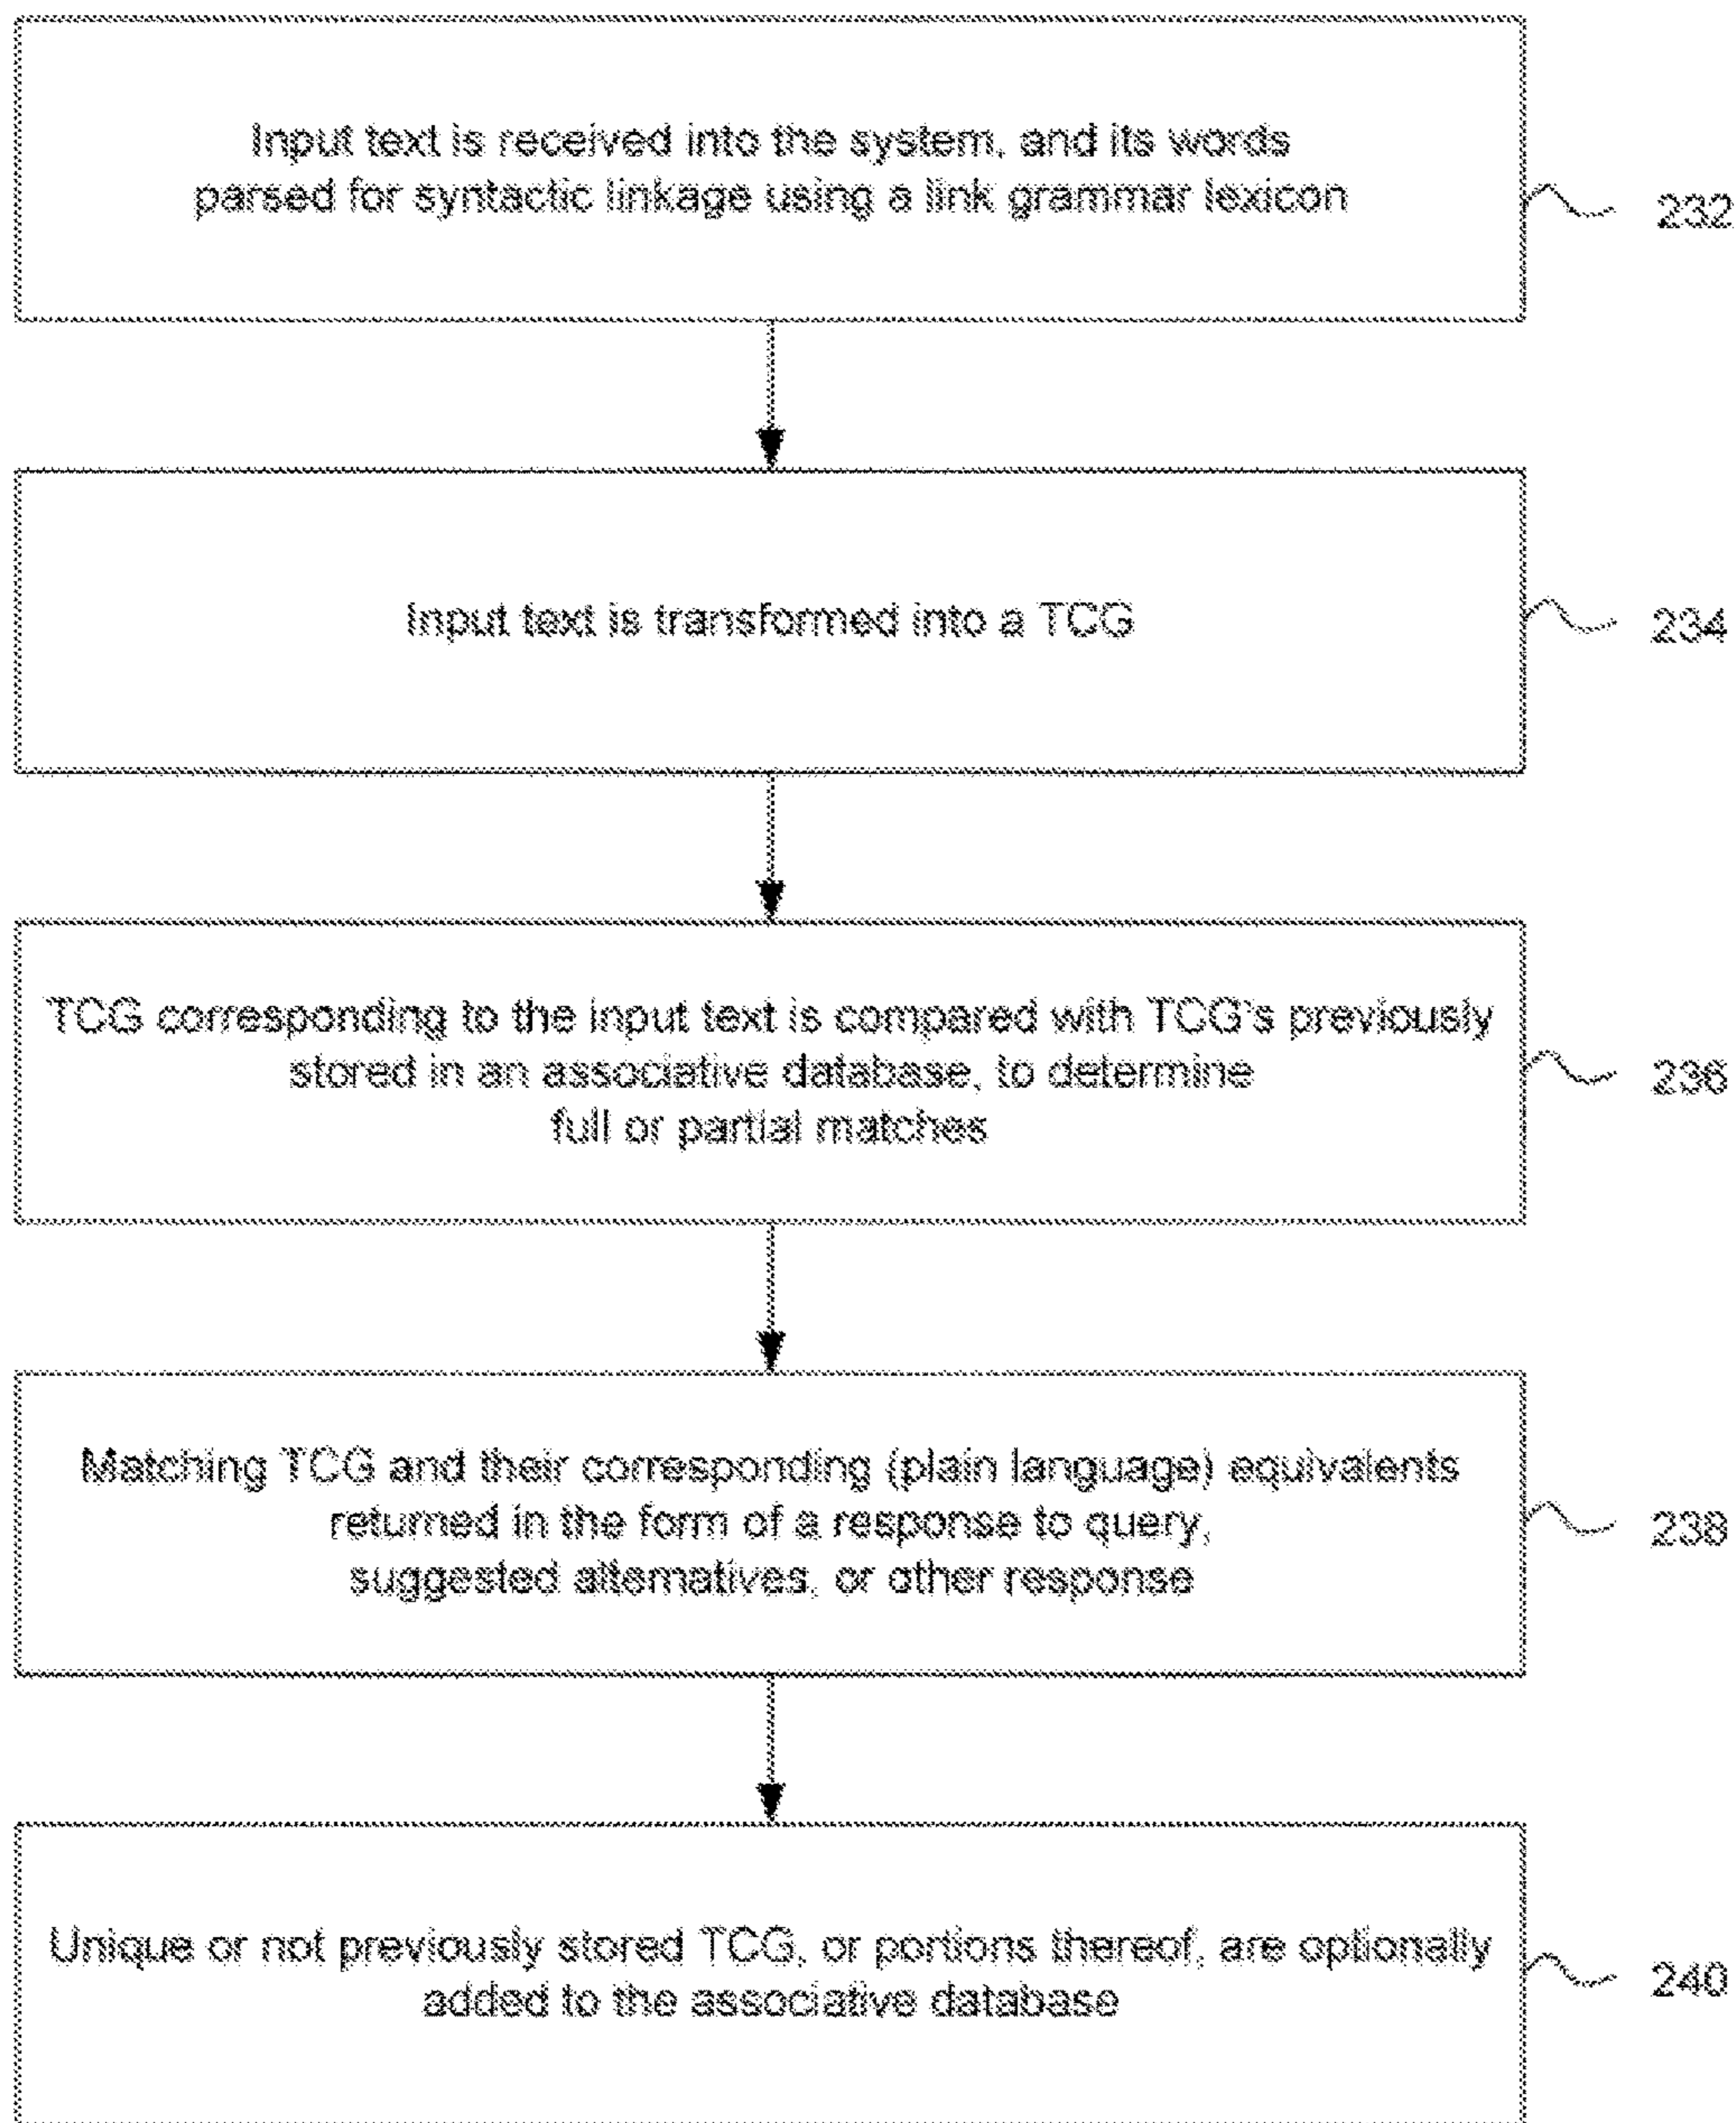 Input text is received into the system, and its words
parsed for syntactic linkage using a link grammar lexicon
232
Input text is transformed into a TCG
234
TCG corresponding to the input text is compared with TCG's previously
stored in an associative database, to determine
full or partial matches
236
Matching TCG and their corresponding (plain language) equivalents
returned in the form of a response to query,
suggested alternatives, or other response
238
Unique or not previously stored TCG, or portions thereof, are optionally
added to the associative database
240